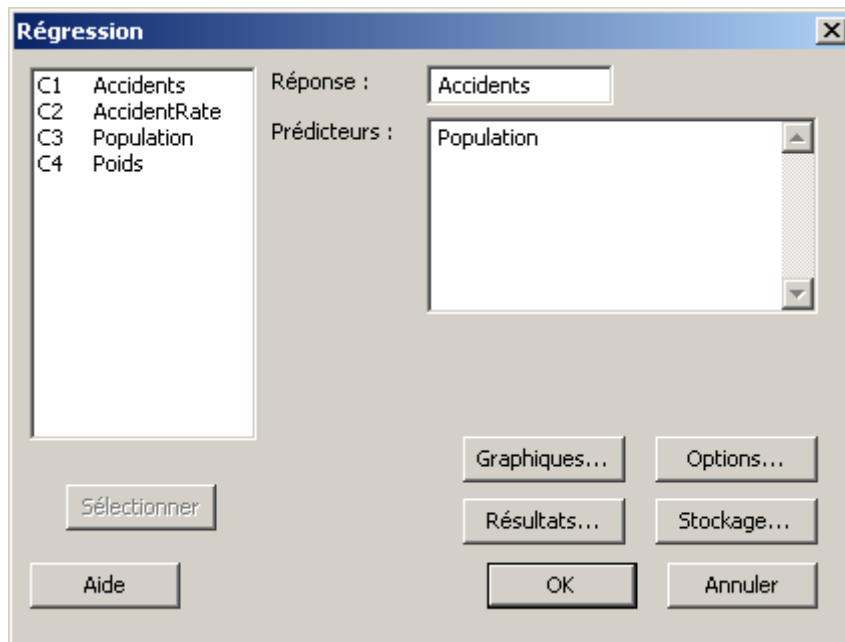 Régression
C1 Accidents
C2 AccidentRate
C3 Population
C4 Poids
Réponse :
Accidents
Prédicteurs :
Population
Graphiques...
Options...
Sélectionner
Résultats...
Stockage...
Aide
OK
Annuler